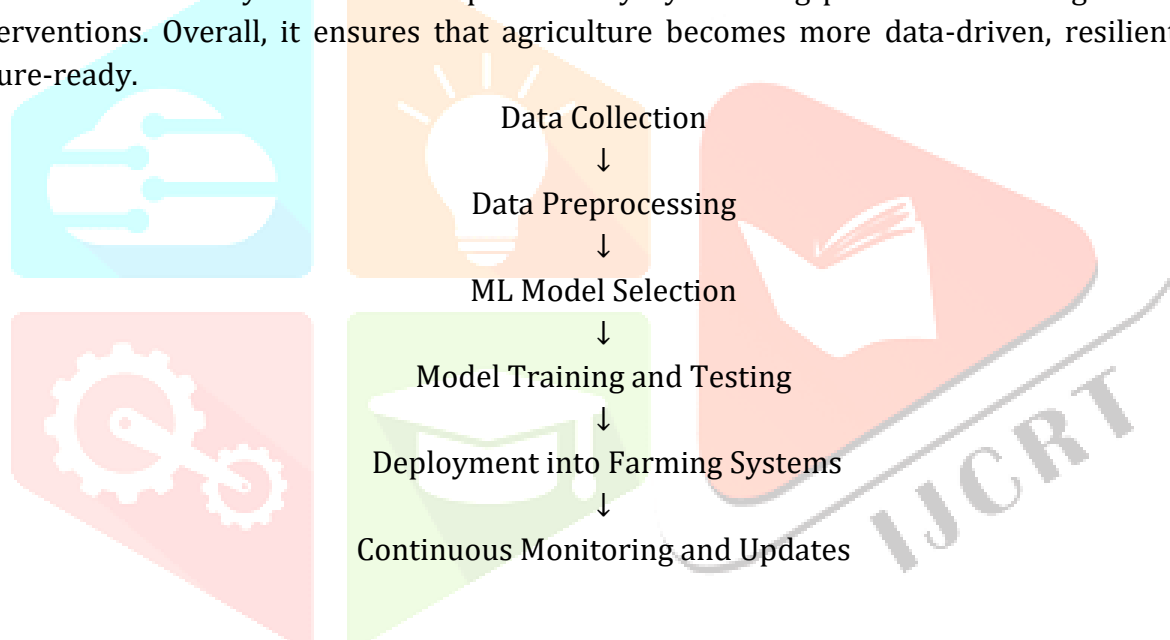 erventions. Overall, it ensures that agriculture becomes more data-driven, resilient
ure-ready.
Data Collection
↓
Data Preprocessing
↓
ML Model Selection
↓
Model Training and Testing
↓
Deployment into Farming Systems
↓
Continuous Monitoring and Updates
IJCRT